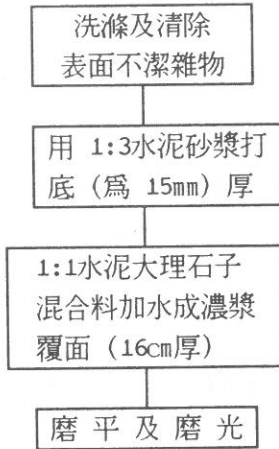 洗滌及清除
表面不潔雜物
用 1:3水泥砂漿打
底（爲 15mm）厚
1:1水泥大理石子
混合料加水成濃漿
覆面（16cm厚）
磨 平 及 磨 光